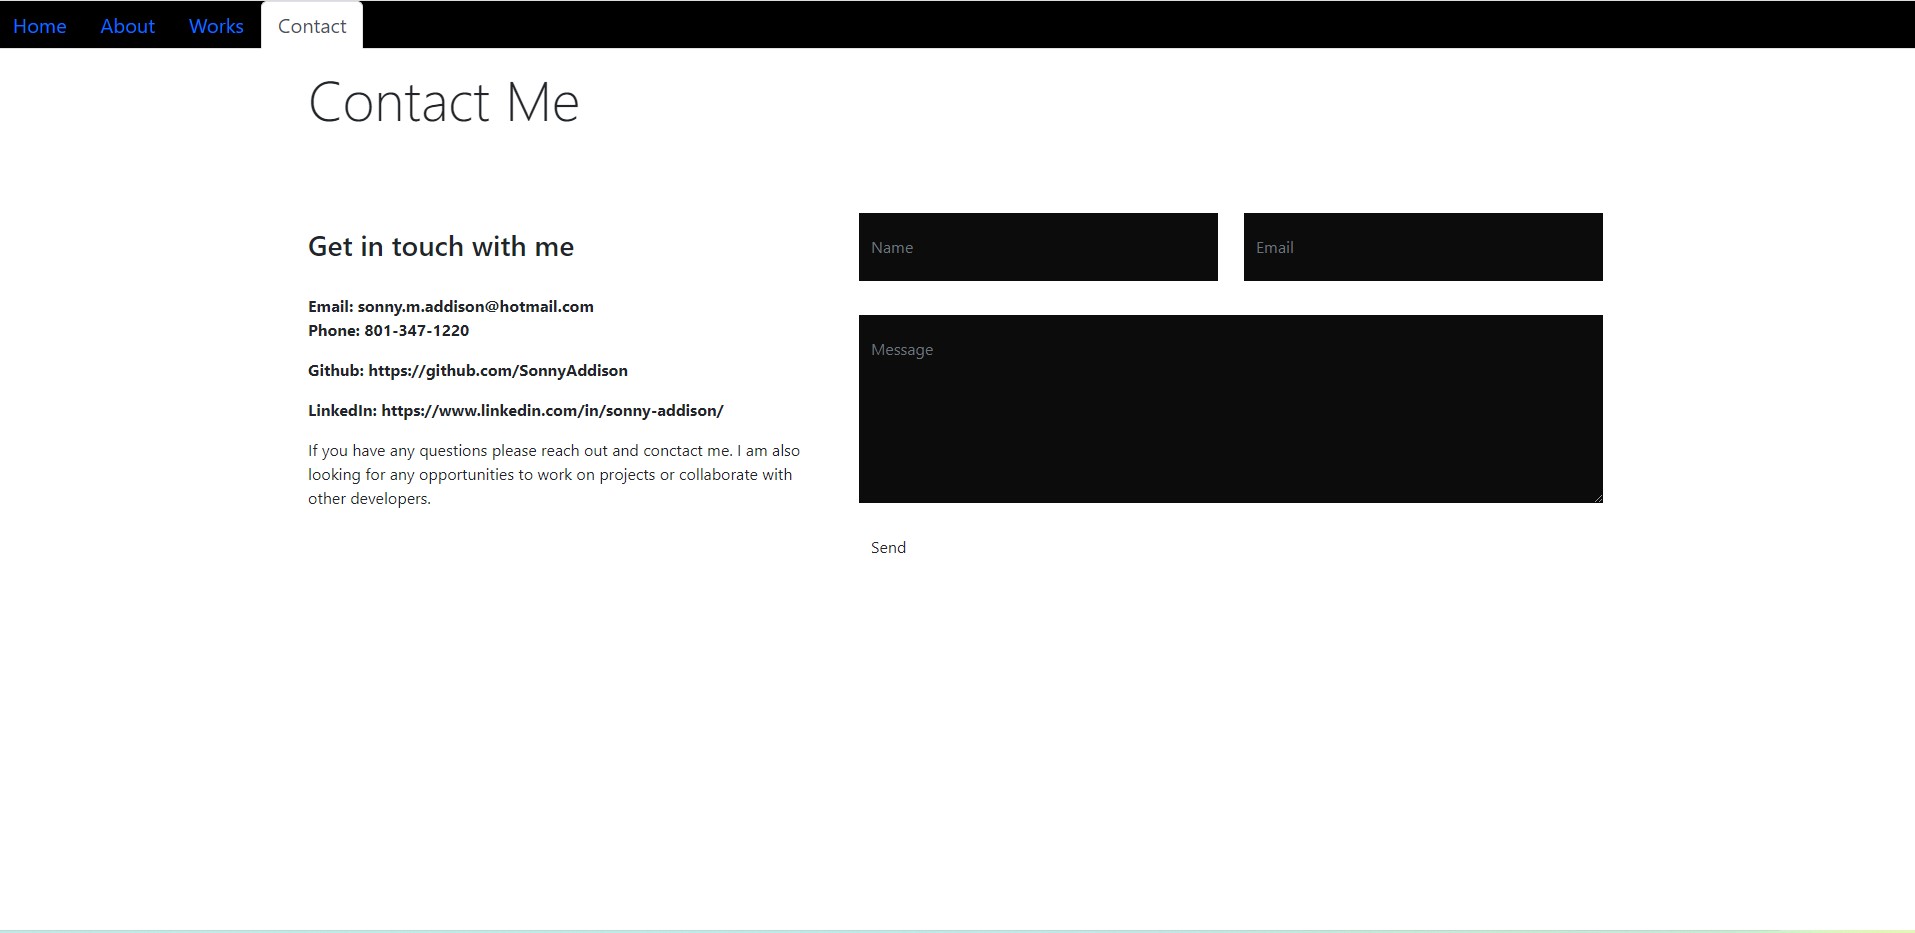 Home About Works Contact
Contact Me
Get in touch with me
Email: sonny.m.addison@hotmail.com
Phone: 801-347-1220
Github: https://github.com/SonnyAddison
LinkedIn: https://www.linkedin.com/in/sonny-addison/
If you have any questions please reach out and conctact me. I am also
looking for any opportunities to work on projects or collaborate with
other developers.
Name Email
Message
Send